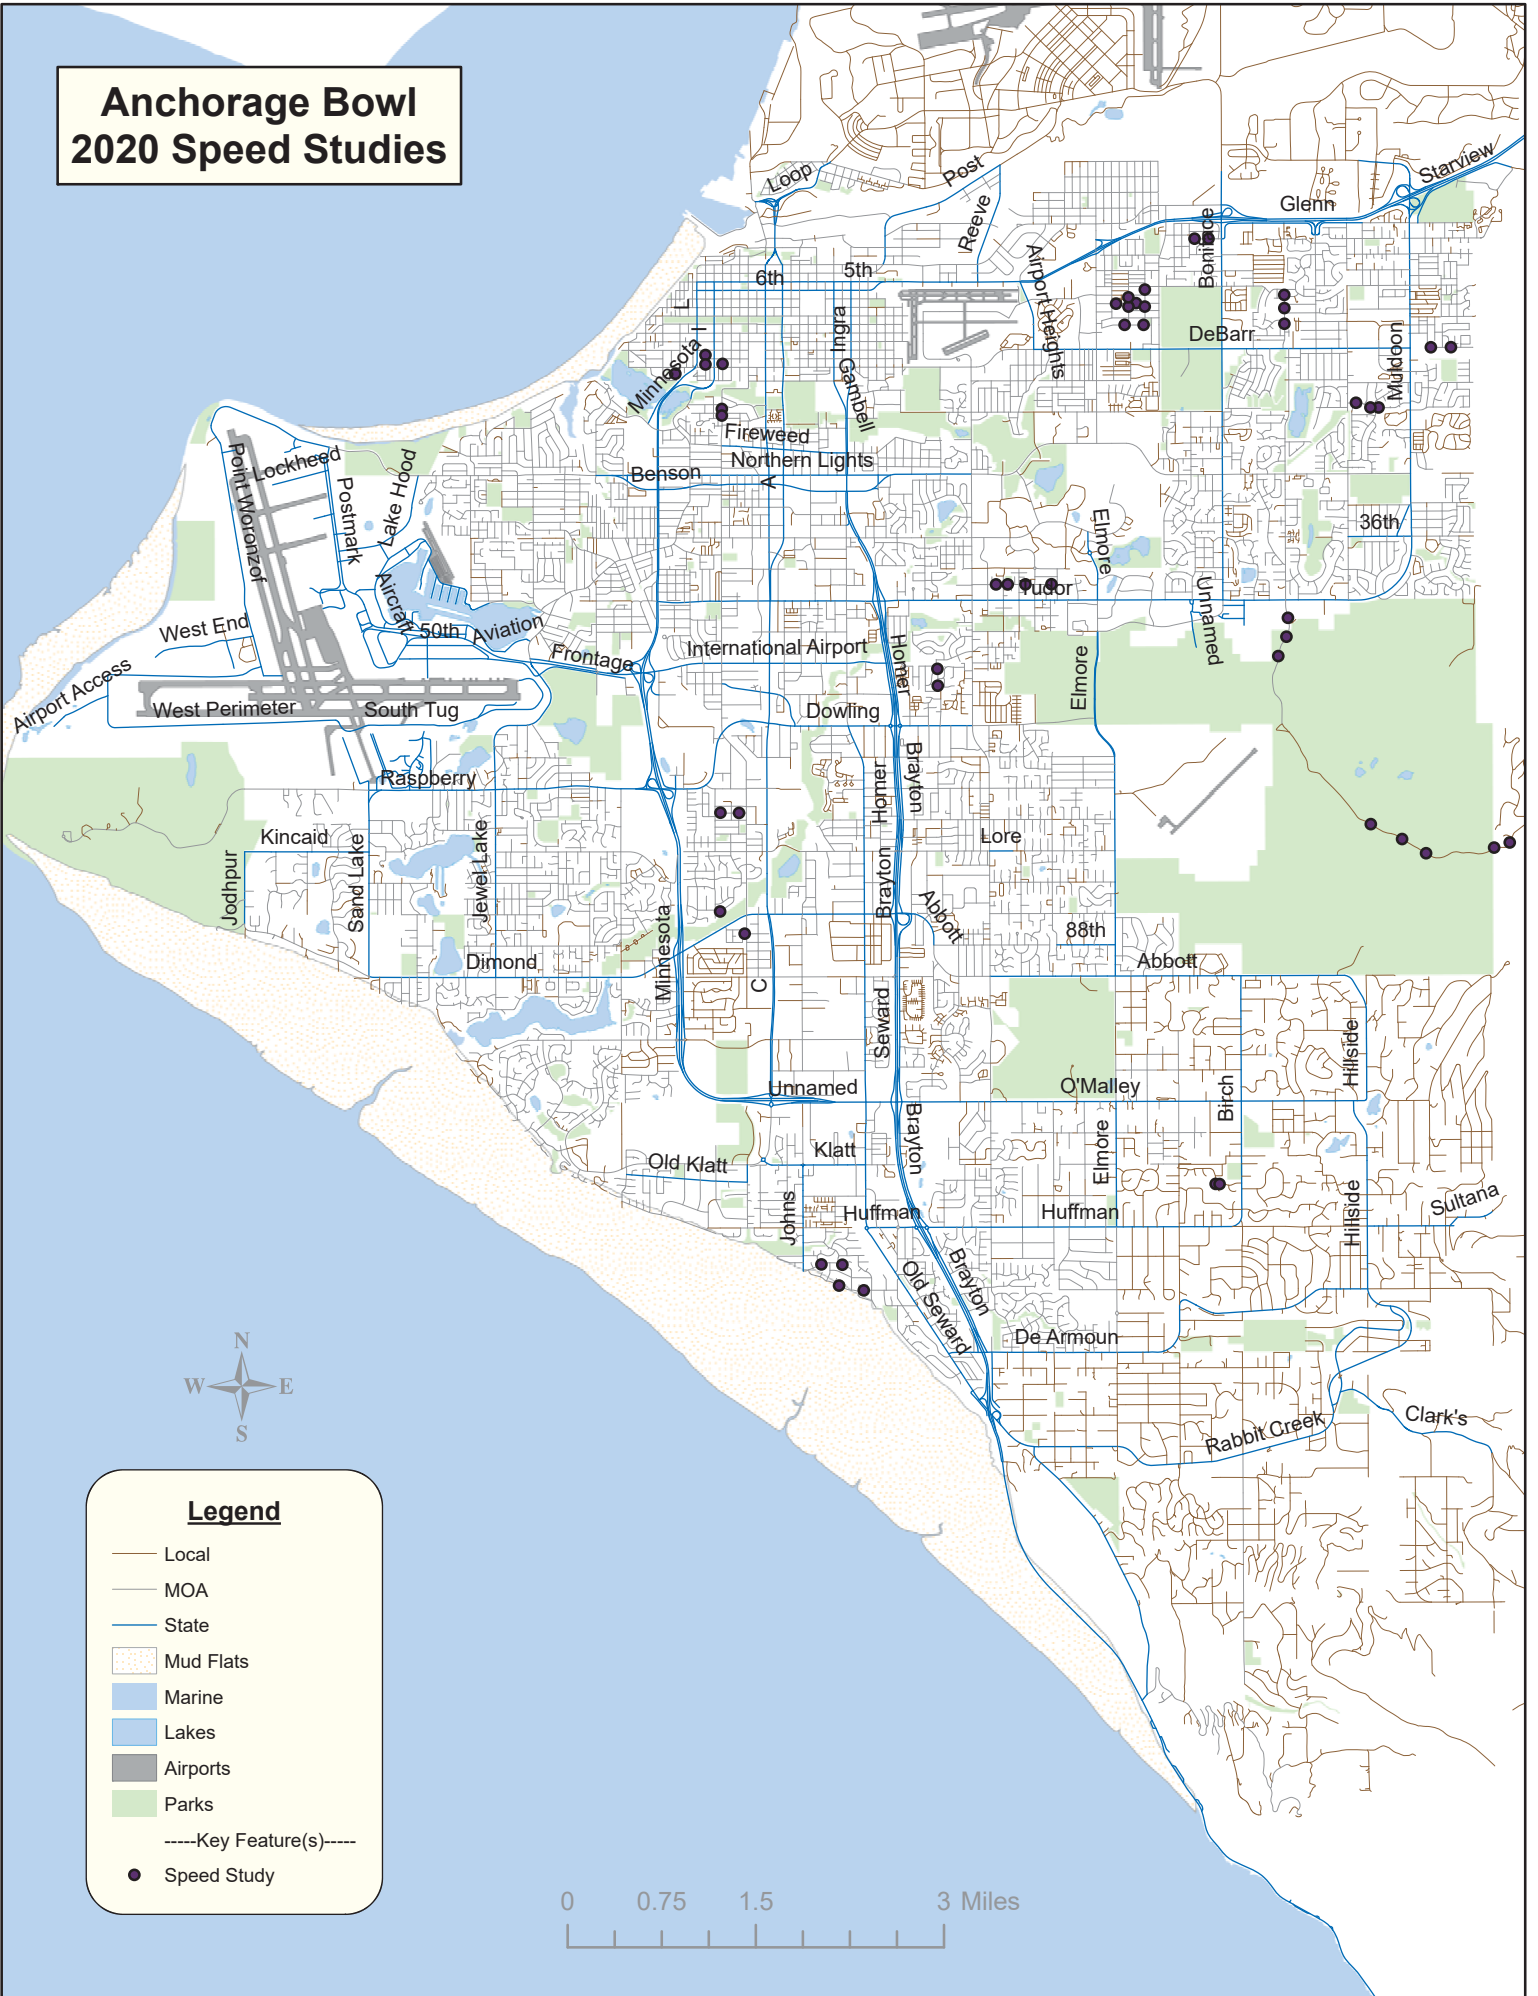 Anchorage Bowl
2020 Speed Studies
Loop
Post
Reeve
Starview
Glenn
Boniface
5th
6th
Airport Heights
L
I
Ingra
Gambell
DeBarr
Muldoon
Minnesota
Fireweed
Northern Lights
Benson
A
Lockheed
Point Woronzof
Postmark
Lake Hood
Aircraft
36th
Elmore
Tudor
Unnamed
West End
50th
Aviation
Frontage
International Airport
Homer
Elmore
Airport Access
West Perimeter
South Tug
Dowling
Raspberry
Brayton
Homer
Kincaid
Lore
Jodhpur
Sand Lake
Jewel Lake
Brayton
Abbott
88th
Minnesota
Dimond
Abbott
C
Seward
Hillside
Unnamed
O'Malley
Birch
Brayton
Elmore
Klatt
Old Klatt
Johns
Huffman
Huffman
Hillside
Sultana
Old Seward
Brayton
De Armoun
Rabbit Creek
Clark's
N
W
E
S
Legend
Local
MOA
State
Mud Flats
Marine
Lakes
Airports
Parks
-----Key Feature(s)-----
Speed Study
0 0.75 1.5 3 Miles